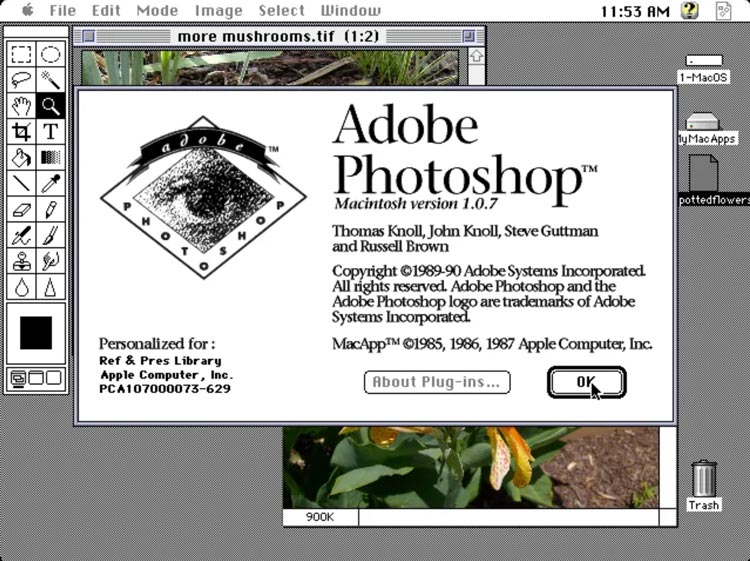 File Edit Mode Image Select Window 11:53 AM
more mushrooms.tif (1:2)
1-MacOS
MyMacApps
pottedflowers
T
adobe™
PHOTOSHOP
Adobe
Photoshop™
Macintosh version 1.0.7
Thomas Knoll, John Knoll, Steve Guttman
and Russell Brown
Copyright ©1989-90 Adobe Systems Incorporated.
All rights reserved. Adobe Photoshop and the
Adobe Photoshop logo are trademarks of Adobe
Systems Incorporated.
MacApp™ ©1985, 1986, 1987 Apple Computer, Inc.
Personalized for :
Ref & Pres Library
Apple Computer, Inc.
PCA107000073-629
About Plug-ins...
OK
900K
Trash